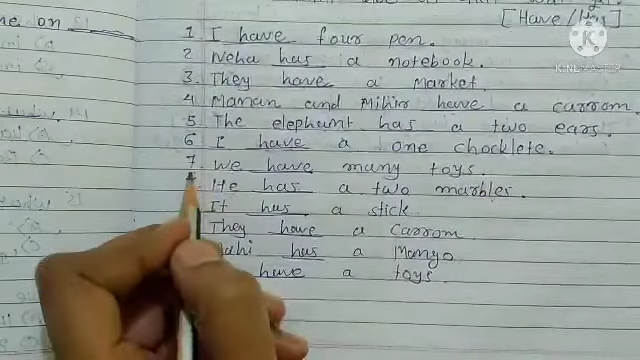 [Have/Has]
KINEMASTER
1 I have four pen.
2 Neha has a notebook.
3. They have a market.
4 Maman and Mihir have a carrom.
5 The elephant has a two ears.
6 I have a one chocklete.
7 We have many toys.
He has a two marbles.
It has a stick.
They have a carrom
has a Mango
have a toys.